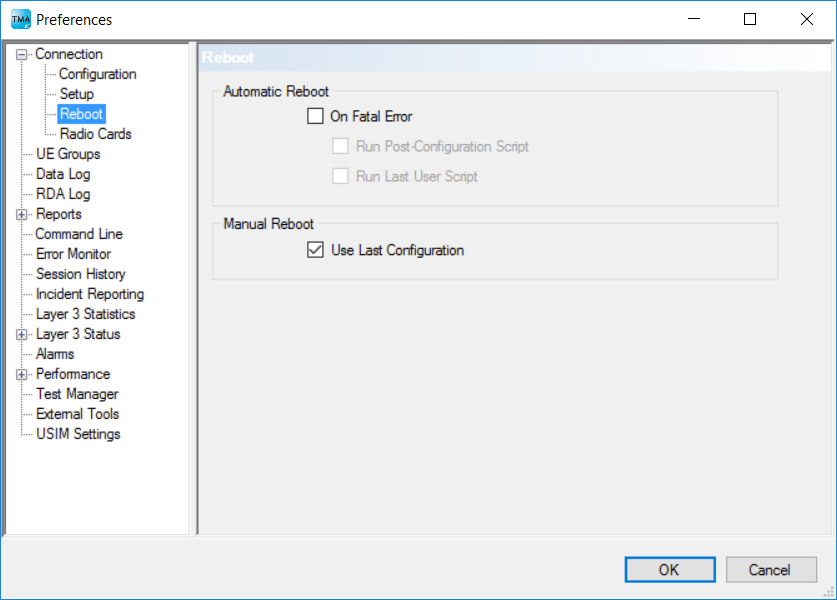 TMA Preferences
Connection
Configuration
Setup
Reboot
Radio Cards
UE Groups
Data Log
RDA Log
Reports
Command Line
Error Monitor
Session History
Incident Reporting
Layer 3 Statistics
Layer 3 Status
Alarms
Performance
Test Manager
External Tools
USIM Settings
Reboot
Automatic Reboot
On Fatal Error
Run Post-Configuration Script
Run Last User Script
Manual Reboot
Use Last Configuration
OK Cancel